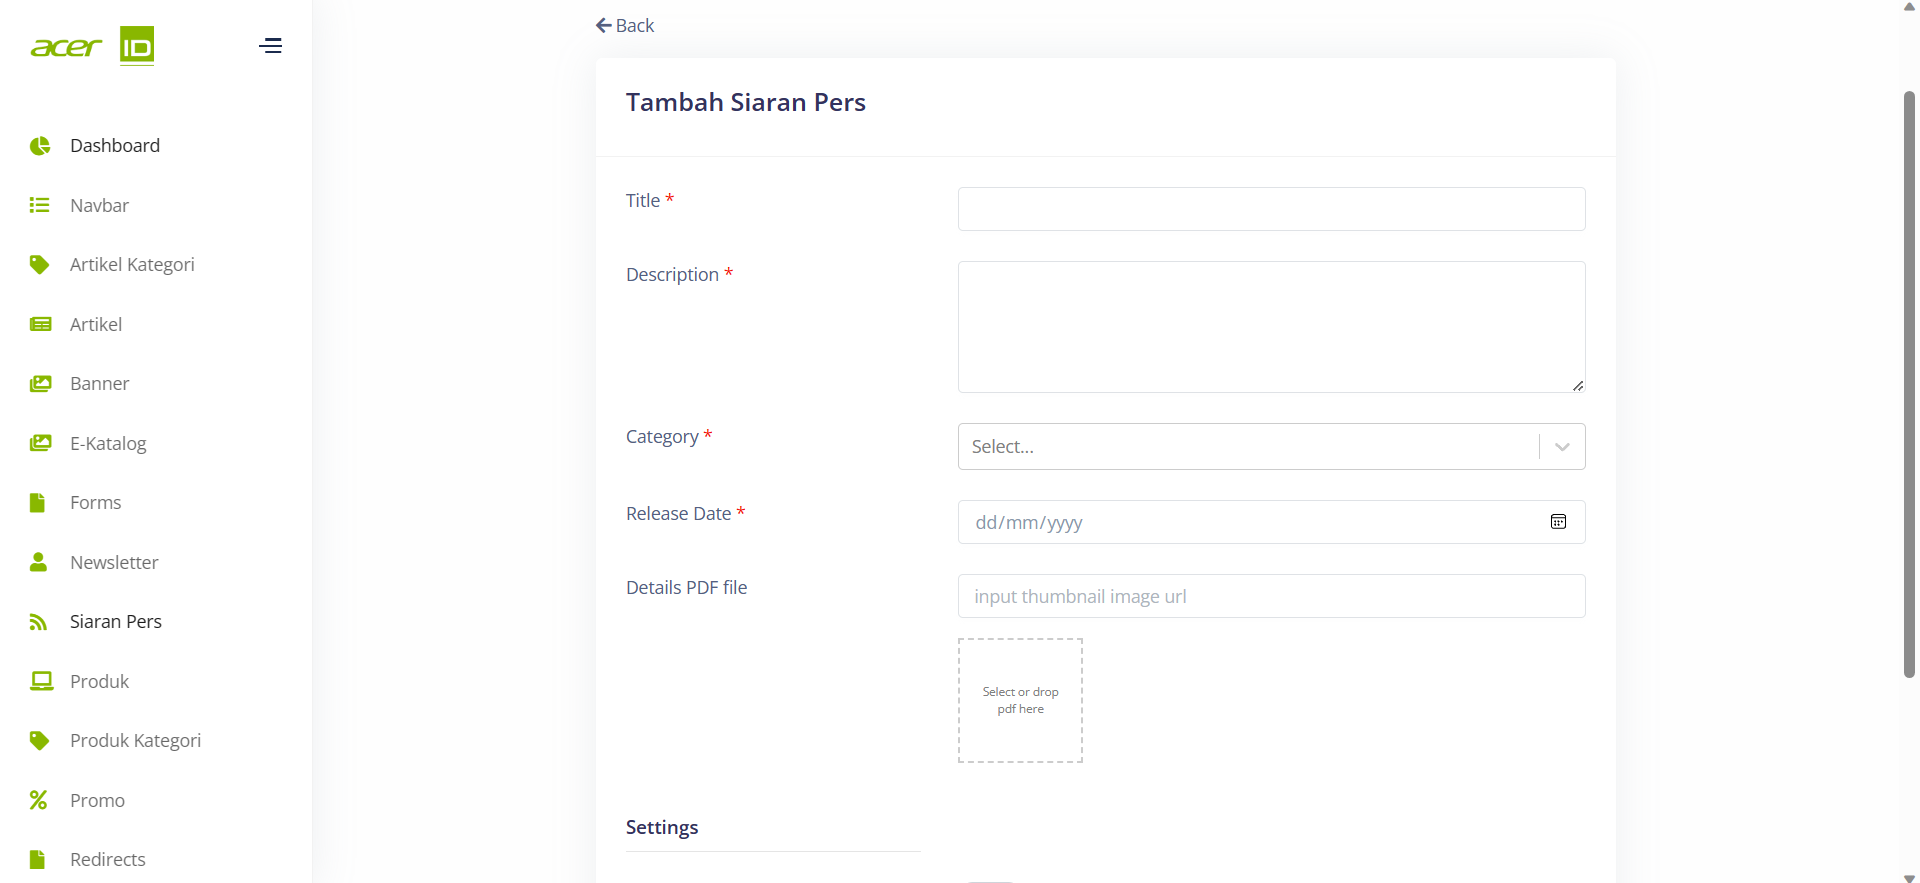 acer ID
Dashboard
Navbar
Artikel Kategori
Artikel
Banner
E-Katalog
Forms
Newsletter
Siaran Pers
Produk
Produk Kategori
Promo
Redirects
Back
Tambah Siaran Pers
Title *
Description *
Category *
Select...
Release Date *
dd/mm/yyyy
Details PDF file
input thumbnail image url
Select or drop
pdf here
Settings